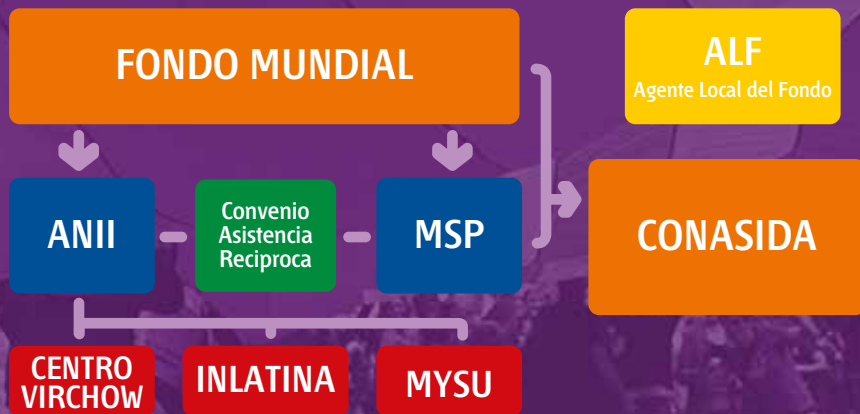 FONDO MUNDIAL
ALF
Agente Local del Fondo
ANII
Convenio
Asistencia
Reciproca
MSP
CONASIDA
CENTRO
VIRCHOW
INLATINA
MYSU